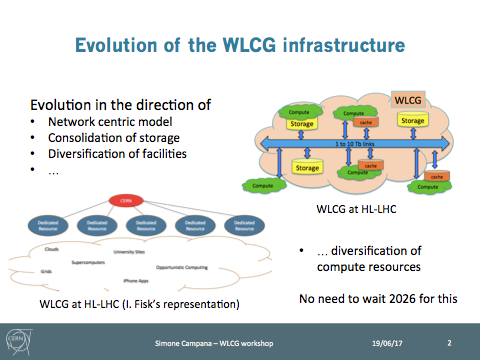 Evolution of the WLCG infrastructure
Evolution in the direction of
• Network centric model
• Consolidation of storage
• Diversification of facilities
• ...
WLCG
Compute
Storage
Compute
cache
Storage
1 to 10 Tb links
Storage
Compute
cache
Compute
cache
Compute
WLCG at HL-LHC
CERN
Dedicated
Resource
Dedicated
Resource
Dedicated
Resource
Dedicated
Resource
Dedicated
Resource
Clouds
University Sites
Supercomputers
Grids
Opportunistic Computing
iPhone Apps
WLCG at HL-LHC (I. Fisk's representation)
• ... diversification of
compute resources
No need to wait 2026 for this
CERN
Simone Campana – WLCG workshop
19/06/17
2